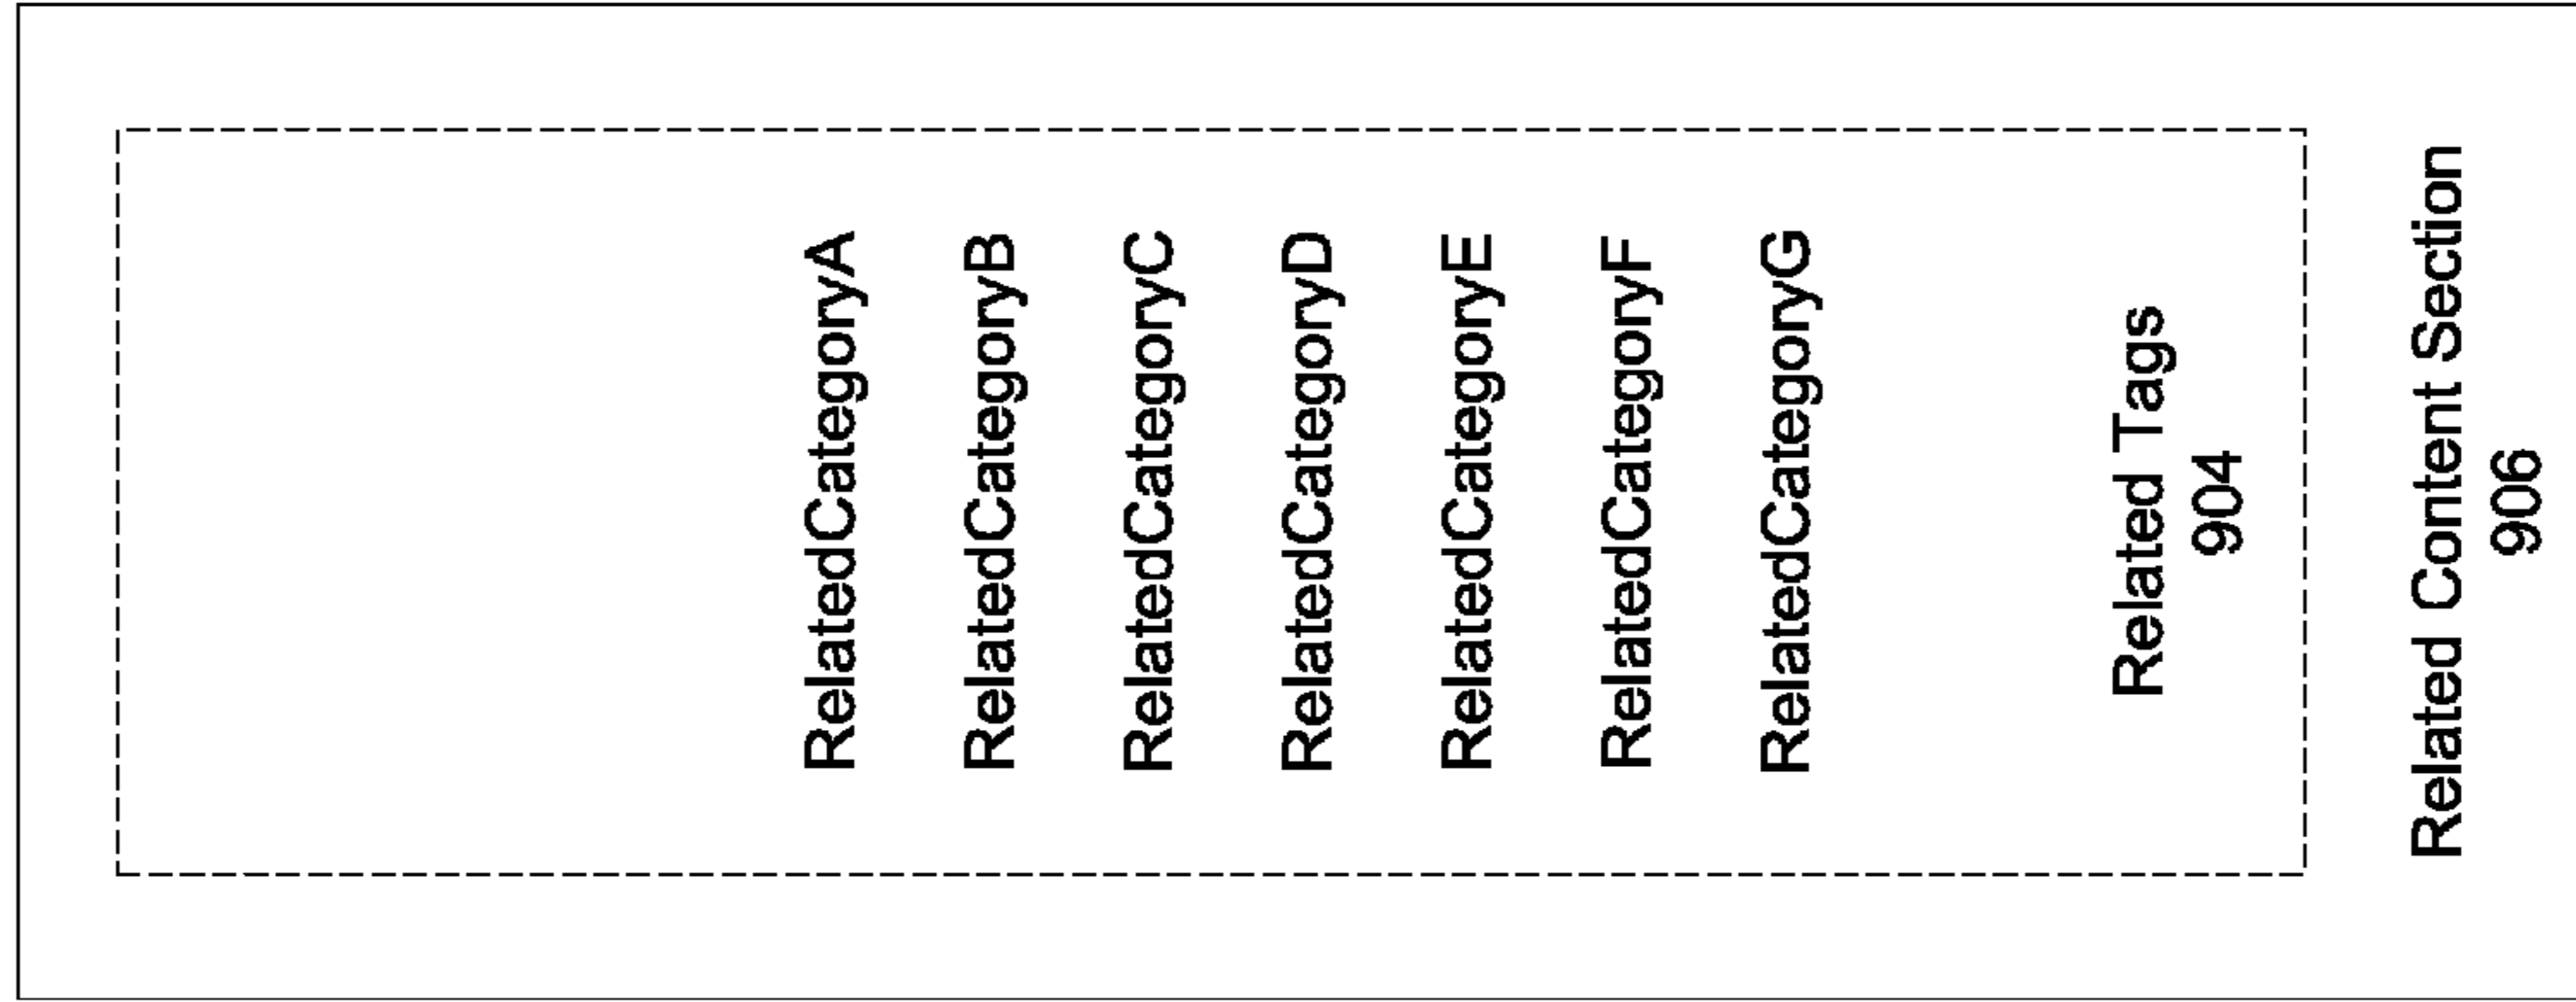 RelatedCategoryA
RelatedCategoryB
RelatedCategoryC
RelatedCategoryD
RelatedCategoryE
RelatedCategoryF
RelatedCategoryG
Related Tags
904
Related Content Section
906